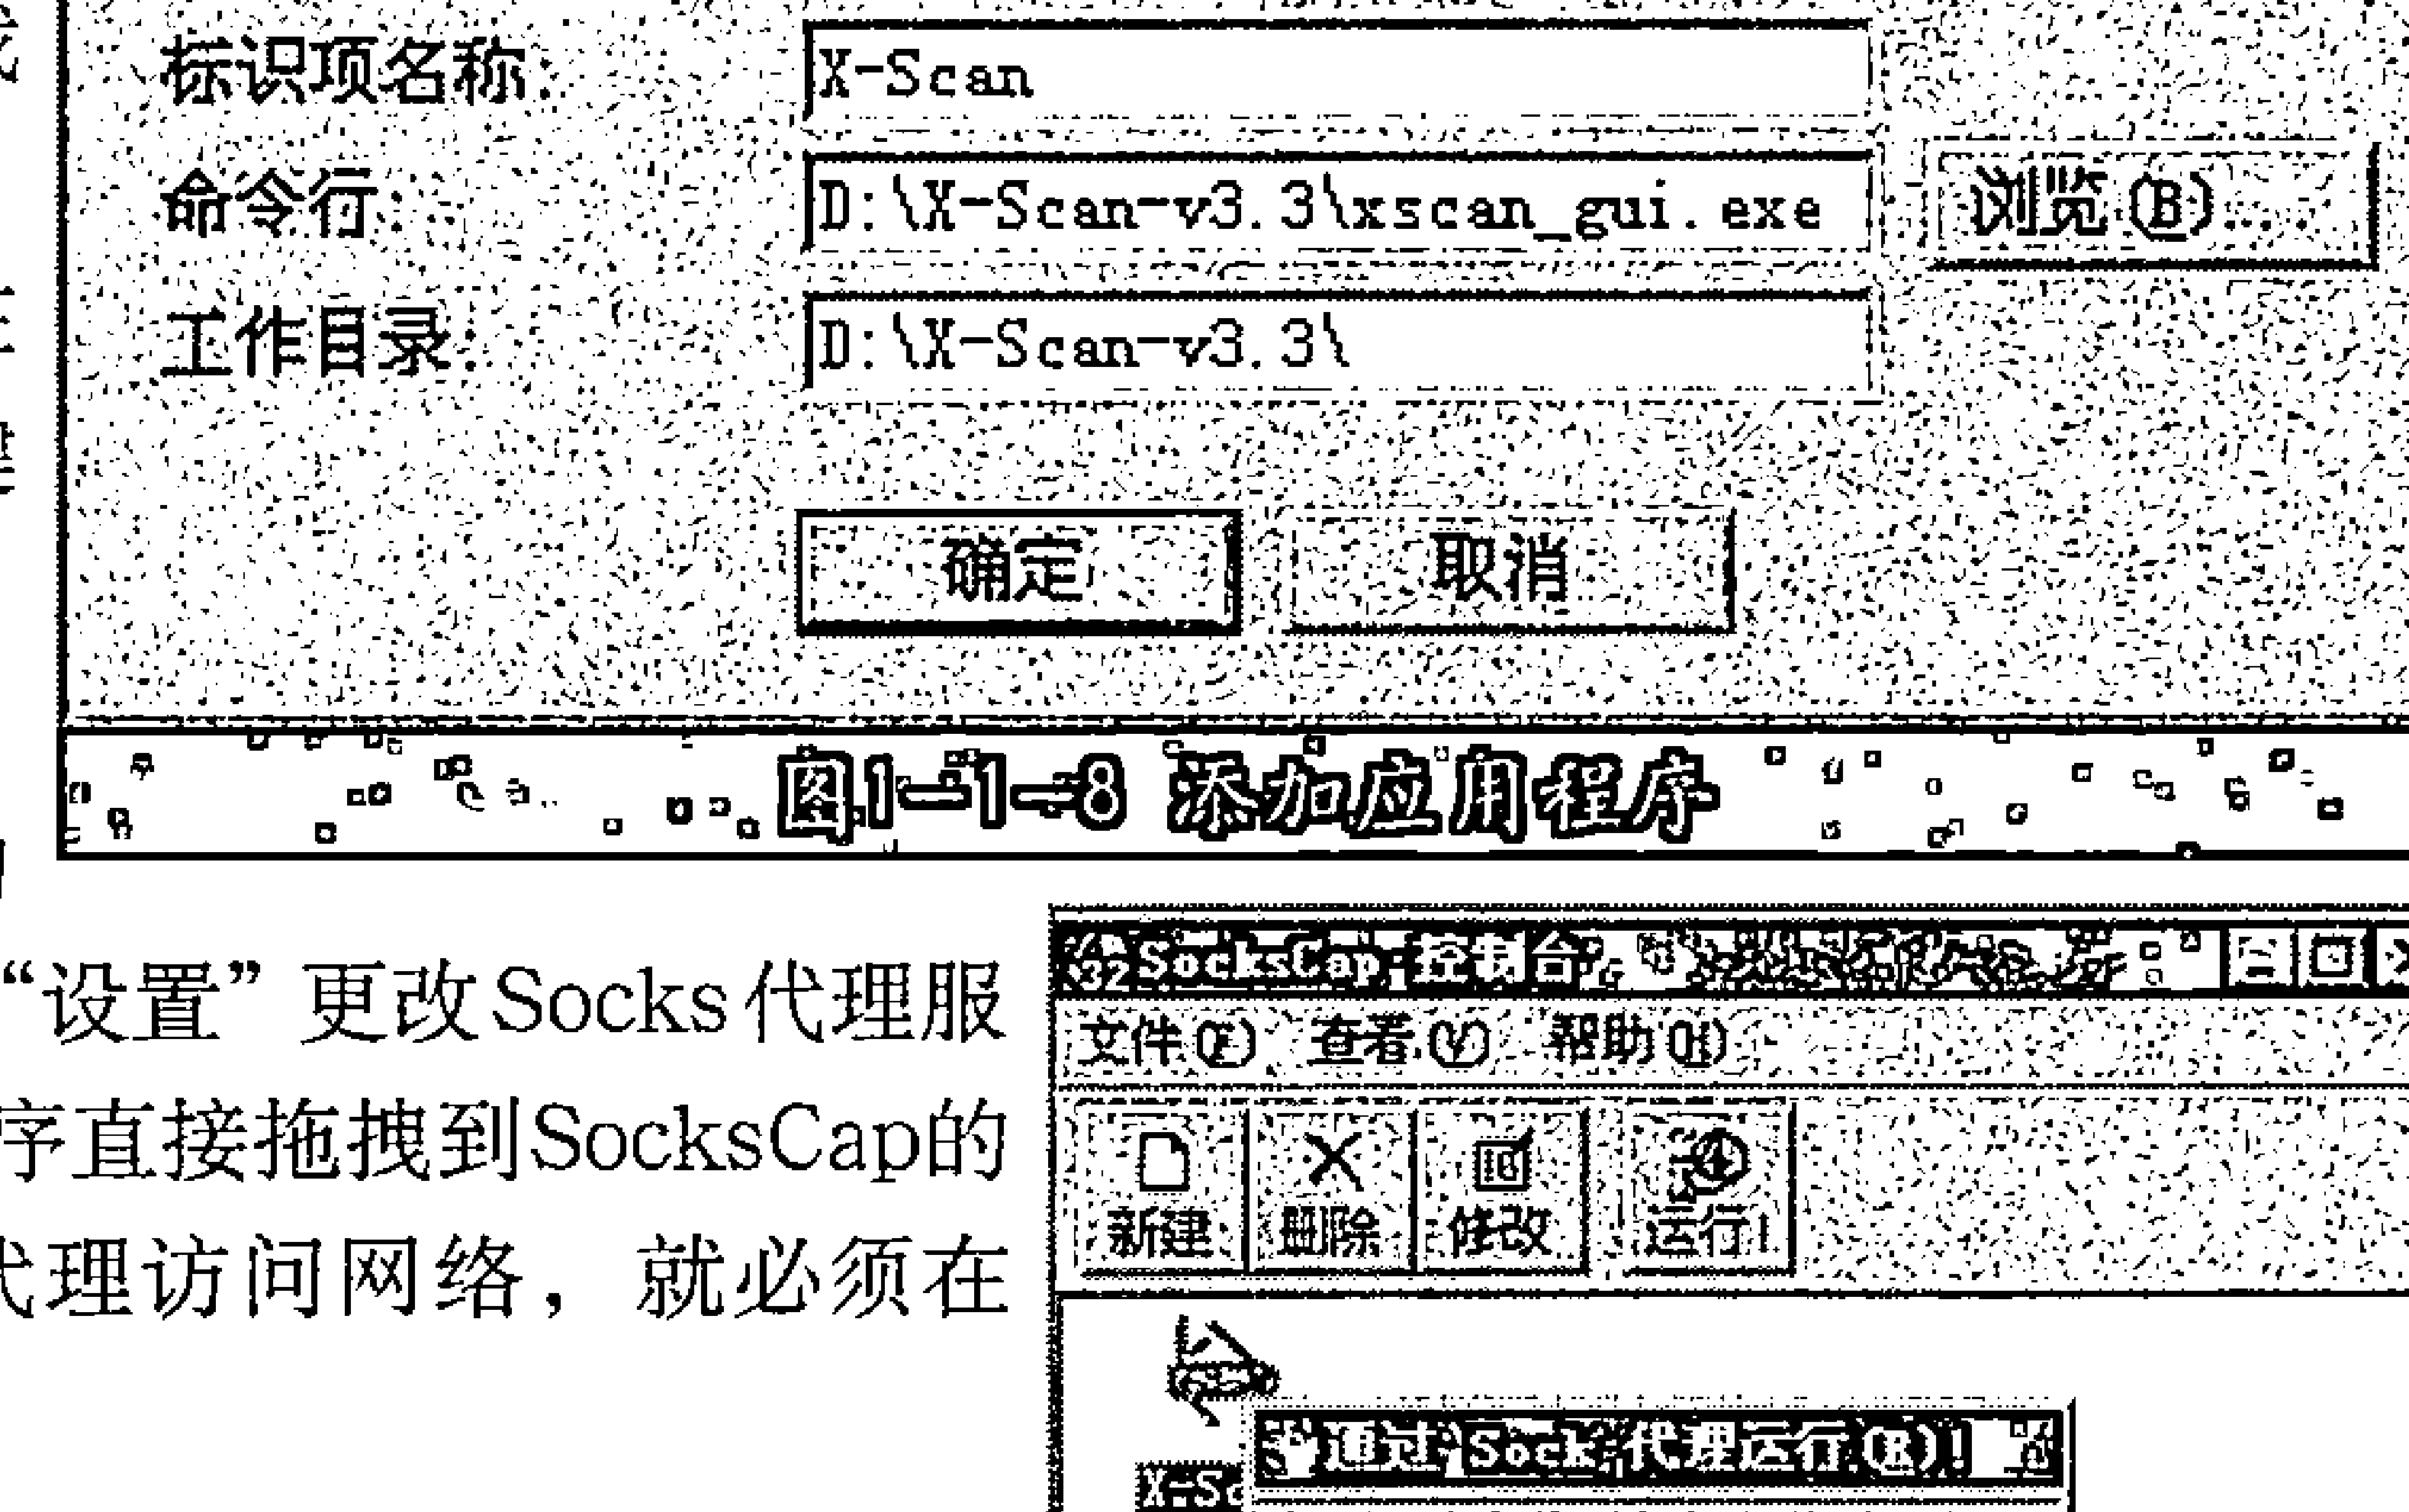 标识项名称: X-Scan
命令行: D:\X-Scan-v3.3\xscan_gui.exe 浏览(B)...
工作目录: D:\X-Scan-v3.3\
确定 取消
图1-1-8 添加应用程序
“设置”更改Socks代理服
序直接拖拽到SocksCap的
代理访问网络，就必须在
SocksCap 控制台
文件(F) 查看(V) 帮助(H)
新建 删除 修改 运行!
通过 Sock 代理运行(R)!
X-Sc